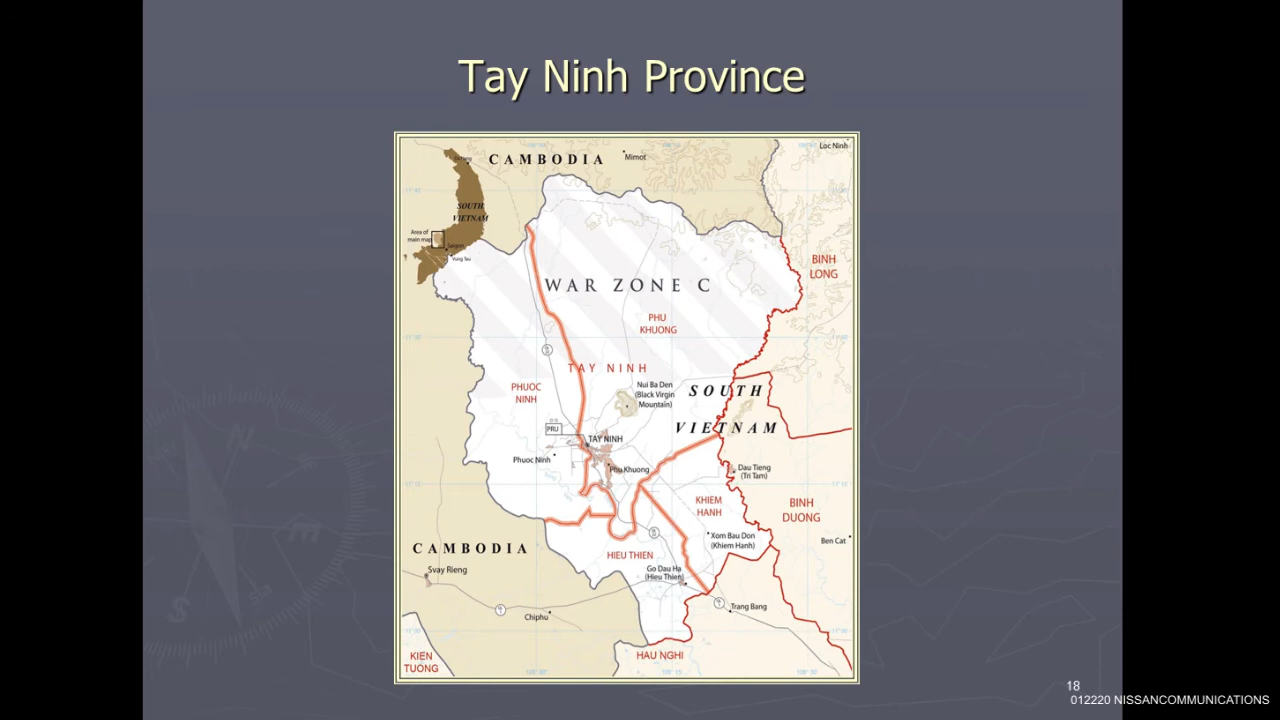 Tay Ninh Province
CAMBODIA
Mimot
Loc Ninh
SOUTH
VIETNAM
Area of
main map
Saigon
Vung Tau
BINH
LONG
WAR ZONE C
PHU
KHUONG
TAY NINH
PHUOC
NINH
Nui Ba Den
(Black Virgin
Mountain)
SOUTH
VIETNAM
PRU
TAY NINH
Phuoc Ninh
Phu Khuong
Dau Tieng
(Tri Tam)
KHIEM
HANH
BINH
DUONG
Xom Bau Don
(Khiem Hanh)
Ben Cat
CAMBODIA
HIEU THIEN
Svay Rieng
Go Dau Ha
(Hieu Thien)
Chiphu
Trang Bang
KIEN
TUONG
HAU NGHI
18
012220 NISSANCOMMUNICATIONS